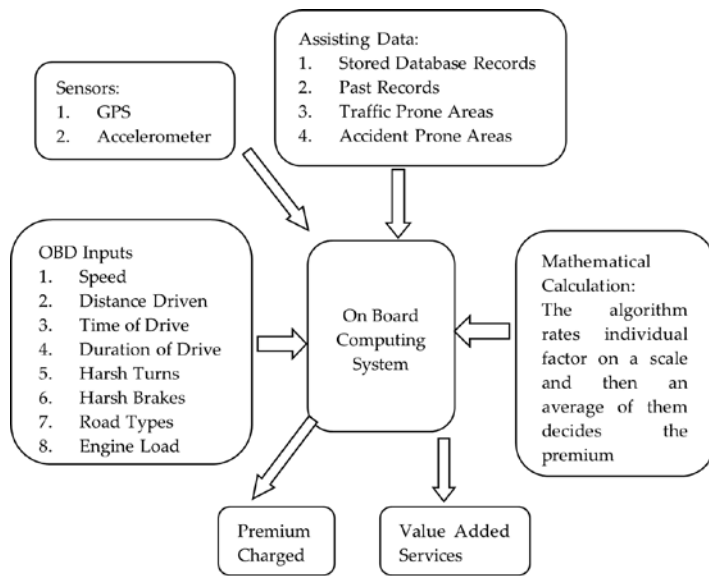 Sensors:
1. GPS
2. Accelerometer
Assisting Data:
1. Stored Database Records
2. Past Records
3. Traffic Prone Areas
4. Accident Prone Areas
OBD Inputs
1. Speed
2. Distance Driven
3. Time of Drive
4. Duration of Drive
5. Harsh Turns
6. Harsh Brakes
7. Road Types
8. Engine Load
On Board
Computing
System
Mathematical
Calculation:
The algorithm
rates individual
factor on a scale
and then an
average of them
decides the
premium
Premium
Charged
Value Added
Services